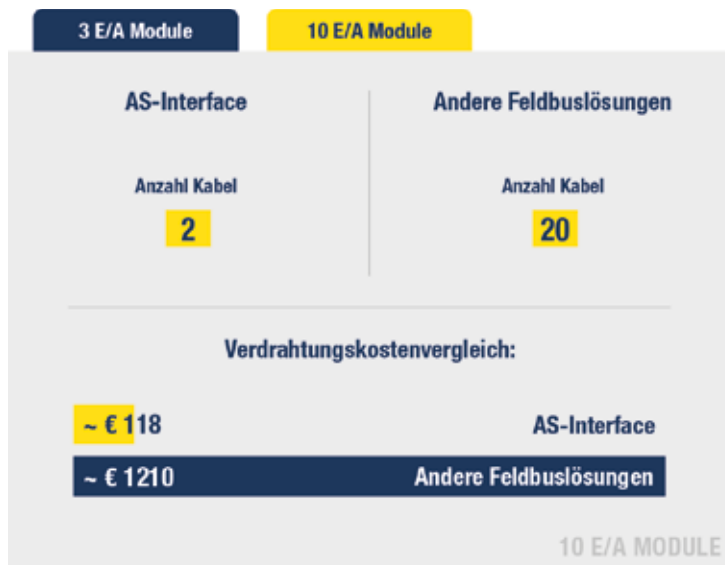 3 E/A Module
10 E/A Module
AS-Interface
Andere Feldbuslösungen
Anzahl Kabel
Anzahl Kabel
2
20
Verdrahtungskostenvergleich:
~ € 118 AS-Interface
~ € 1210 Andere Feldbuslösungen
10 E/A MODULE